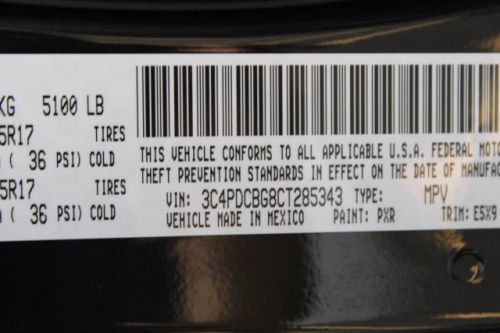 KG 5100 LB
5R17 TIRES
( 36 PSI) COLD
5R17 TIRES
( 36 PSI) COLD
THIS VEHICLE CONFORMS TO ALL APPLICABLE U.S.A. FEDERAL MOTO
THEFT PREVENTION STANDARDS IN EFFECT ON THE DATE OF MANUFAC
VIN: 3C4PDCBG8CT285343 TYPE: MPV
VEHICLE MADE IN MEXICO PAINT: PXR TRIM: E5X9